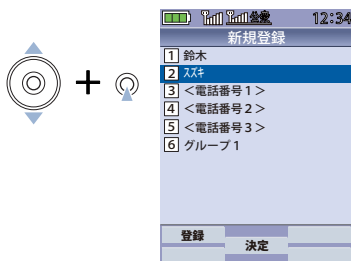 公衆 12:34
新規登録
1 鈴木
2 ｽｽﾞｷ
3 ＜電話番号１＞
4 ＜電話番号２＞
5 ＜電話番号３＞
6 グループ１
登録
決定